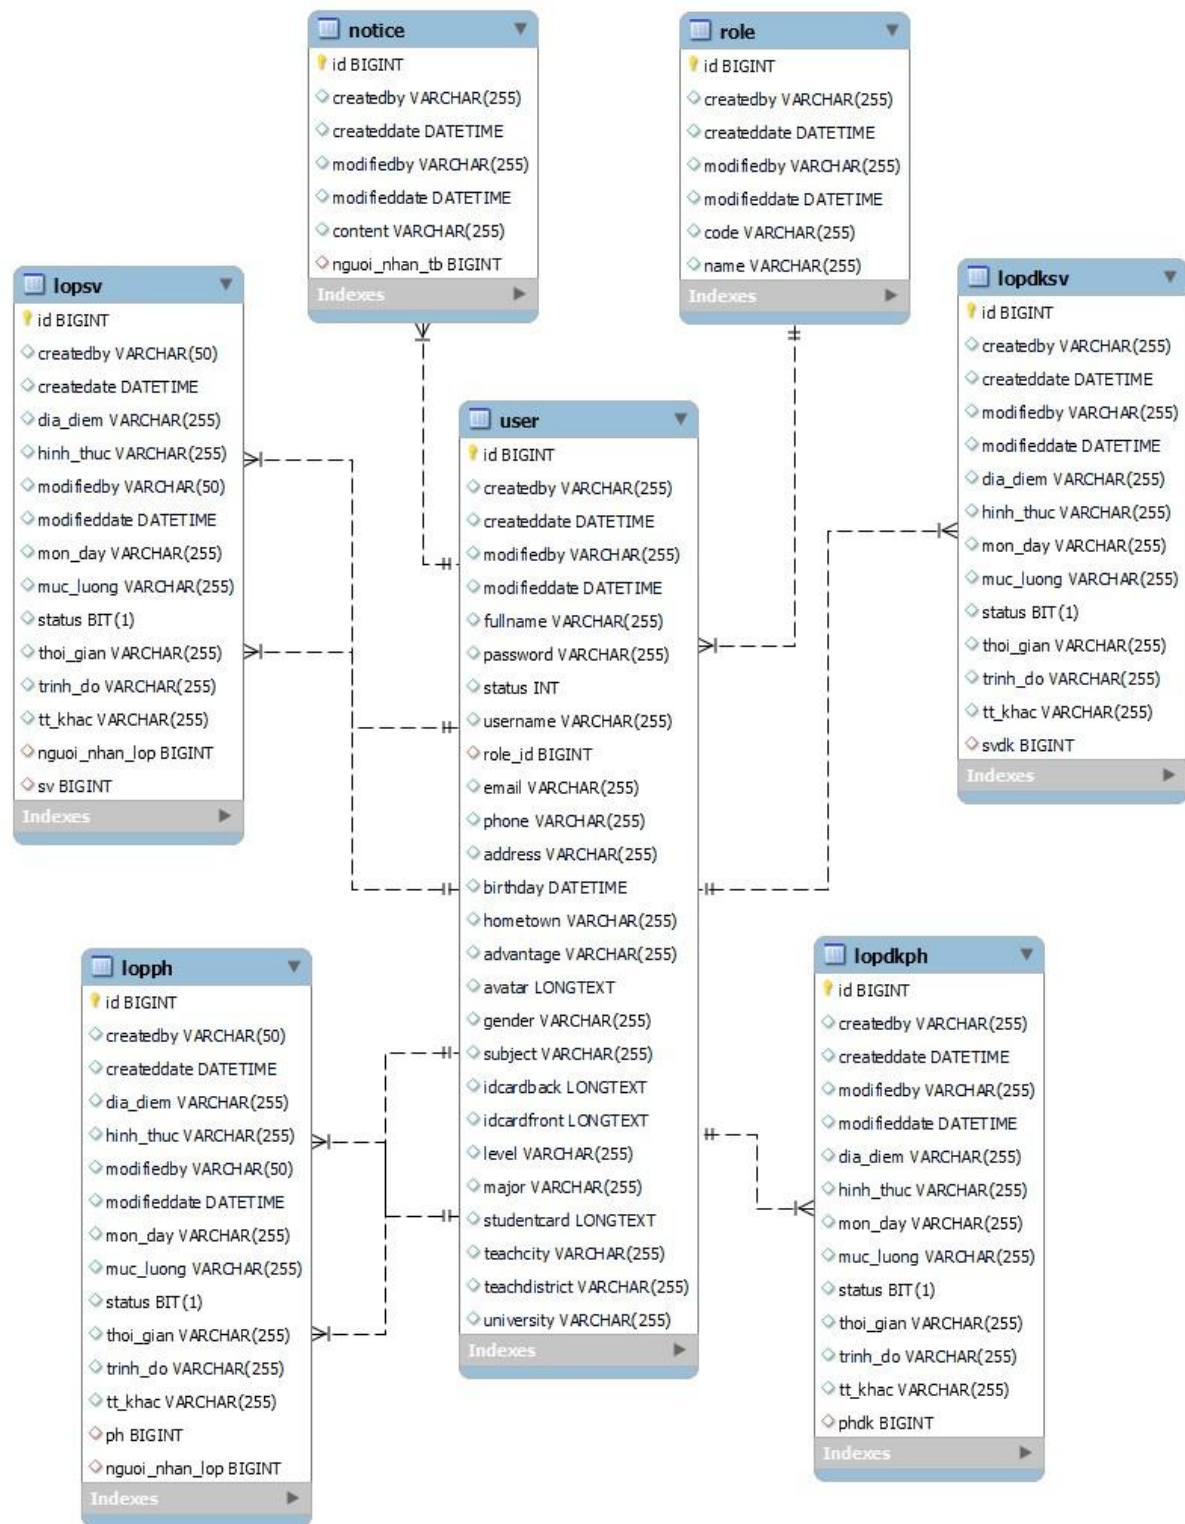 notice
id BIGINT
createdby VARCHAR(255)
createddate DATETIME
modifiedby VARCHAR(255)
modifieddate DATETIME
content VARCHAR(255)
nguoi_nhan_tb BIGINT
Indexes
role
id BIGINT
createdby VARCHAR(255)
createddate DATETIME
modifiedby VARCHAR(255)
modifieddate DATETIME
code VARCHAR(255)
name VARCHAR(255)
Indexes
lopsv
id BIGINT
createdby VARCHAR(50)
createdate DATETIME
dia_diem VARCHAR(255)
hinh_thuc VARCHAR(255)
modifiedby VARCHAR(50)
modifieddate DATETIME
mon_day VARCHAR(255)
muc_luong VARCHAR(255)
status BIT(1)
thoi_gian VARCHAR(255)
trinh_do VARCHAR(255)
tt_khac VARCHAR(255)
nguoi_nhan_lop BIGINT
sv BIGINT
Indexes
user
id BIGINT
createdby VARCHAR(255)
createddate DATETIME
modifiedby VARCHAR(255)
modifieddate DATETIME
fullname VARCHAR(255)
password VARCHAR(255)
status INT
username VARCHAR(255)
role_id BIGINT
email VARCHAR(255)
phone VARCHAR(255)
address VARCHAR(255)
birthday DATETIME
hometown VARCHAR(255)
advantage VARCHAR(255)
avatar LONGTEXT
gender VARCHAR(255)
subject VARCHAR(255)
idcardback LONGTEXT
idcardfront LONGTEXT
level VARCHAR(255)
major VARCHAR(255)
studentcard LONGTEXT
teachcity VARCHAR(255)
teachdistrict VARCHAR(255)
university VARCHAR(255)
Indexes
lopdksv
id BIGINT
createdby VARCHAR(255)
createddate DATETIME
modifiedby VARCHAR(255)
modifieddate DATETIME
dia_diem VARCHAR(255)
hinh_thuc VARCHAR(255)
mon_day VARCHAR(255)
muc_luong VARCHAR(255)
status BIT(1)
thoi_gian VARCHAR(255)
trinh_do VARCHAR(255)
tt_khac VARCHAR(255)
svdk BIGINT
Indexes
lopph
id BIGINT
createdby VARCHAR(50)
createddate DATETIME
dia_diem VARCHAR(255)
hinh_thuc VARCHAR(255)
modifiedby VARCHAR(50)
modifieddate DATETIME
mon_day VARCHAR(255)
muc_luong VARCHAR(255)
status BIT(1)
thoi_gian VARCHAR(255)
trinh_do VARCHAR(255)
tt_khac VARCHAR(255)
ph BIGINT
nguoi_nhan_lop BIGINT
Indexes
lopdkph
id BIGINT
createdby VARCHAR(255)
createddate DATETIME
modifiedby VARCHAR(255)
modifieddate DATETIME
dia_diem VARCHAR(255)
hinh_thuc VARCHAR(255)
mon_day VARCHAR(255)
muc_luong VARCHAR(255)
status BIT(1)
thoi_gian VARCHAR(255)
trinh_do VARCHAR(255)
tt_khac VARCHAR(255)
phdk BIGINT
Indexes